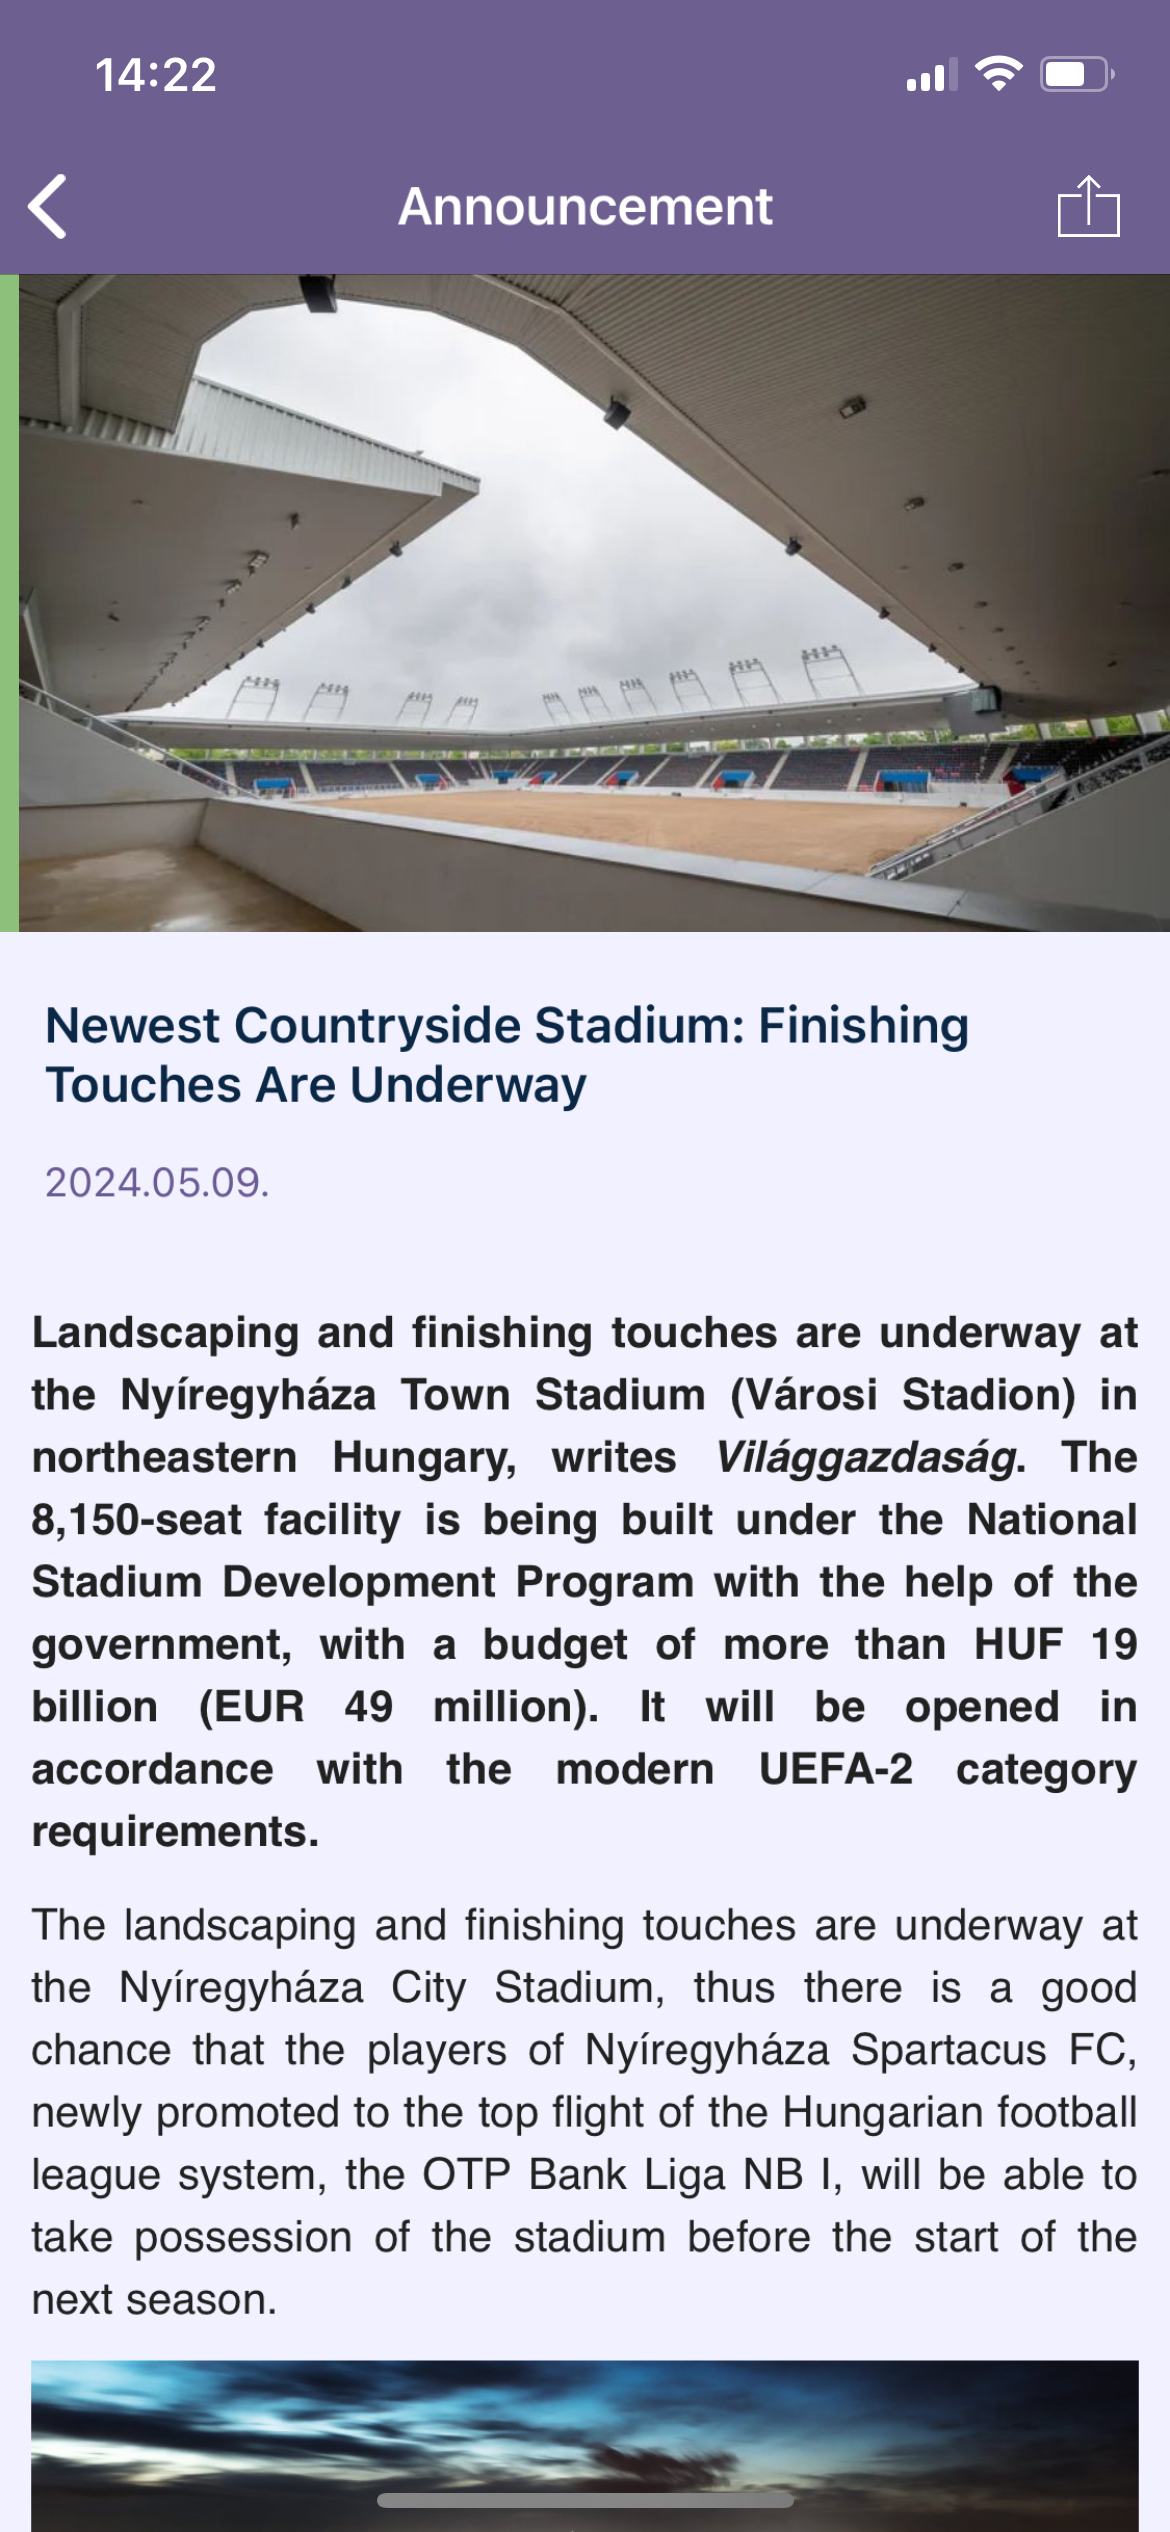 14:22
Announcement
Newest Countryside Stadium: Finishing
Touches Are Underway
2024.05.09.
Landscaping and finishing touches are underway at
the Nyíregyháza Town Stadium (Városi Stadion) in
northeastern Hungary, writes Világgazdaság. The
8,150-seat facility is being built under the National
Stadium Development Program with the help of the
government, with a budget of more than HUF 19
billion (EUR 49 million). It will be opened in
accordance with the modern UEFA-2 category
requirements.
The landscaping and finishing touches are underway at
the Nyíregyháza City Stadium, thus there is a good
chance that the players of Nyíregyháza Spartacus FC,
newly promoted to the top flight of the Hungarian football
league system, the OTP Bank Liga NB I, will be able to
take possession of the stadium before the start of the
next season.